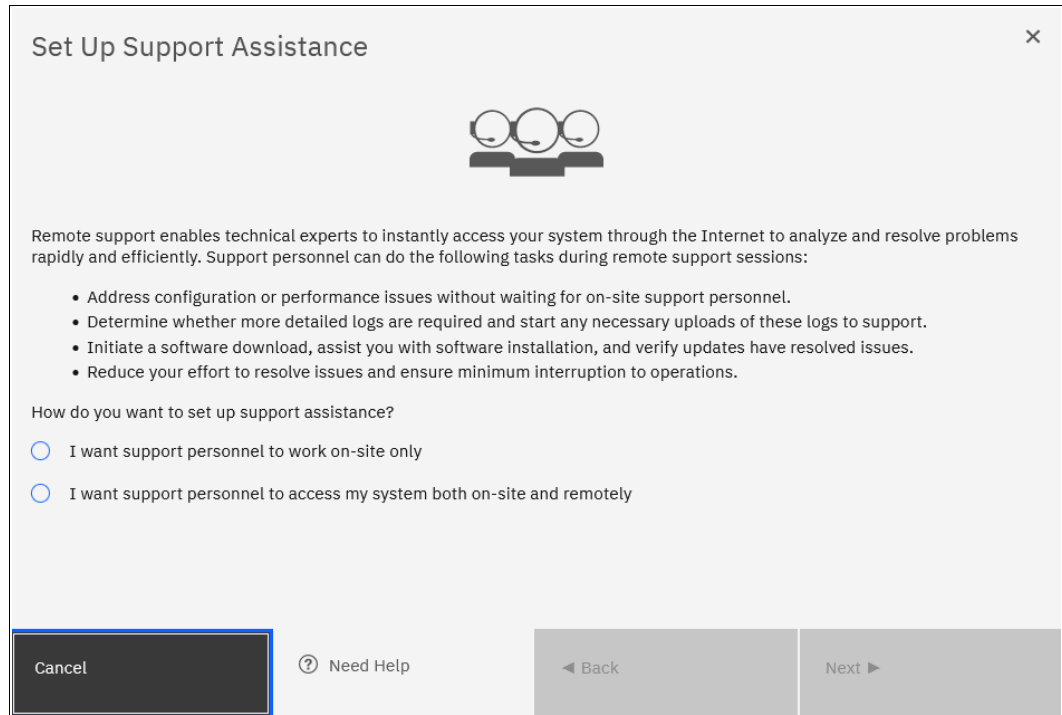 Set Up Support Assistance
Remote support enables technical experts to instantly access your system through the Internet to analyze and resolve problems
rapidly and efficiently. Support personnel can do the following tasks during remote support sessions:
• Address configuration or performance issues without waiting for on-site support personnel.
• Determine whether more detailed logs are required and start any necessary uploads of these logs to support.
• Initiate a software download, assist you with software installation, and verify updates have resolved issues.
• Reduce your effort to resolve issues and ensure minimum interruption to operations.
How do you want to set up support assistance?
I want support personnel to work on-site only
I want support personnel to access my system both on-site and remotely
Cancel
? Need Help
◀ Back
Next ▶